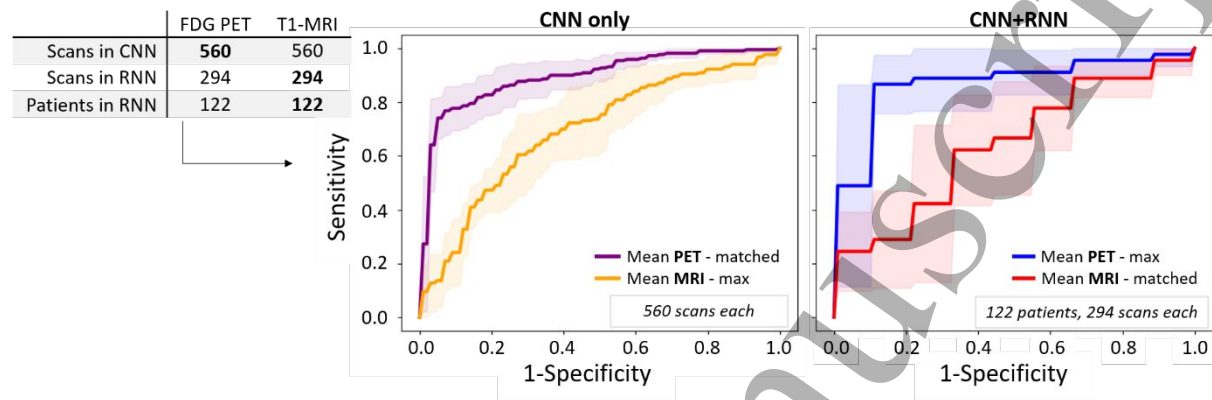 FDG PET T1-MRI
Scans in CNN 560 560
Scans in RNN 294 294
Patients in RNN 122 122
CNN only
Sensitivity
1.0
0.8
0.6
0.4
0.2
0.0
Mean PET - matched
Mean MRI - max
560 scans each
0.0 0.2 0.4 0.6 0.8 1.0
1-Specificity
CNN+RNN
Mean PET - max
Mean MRI - matched
122 patients, 294 scans each
0.0 0.2 0.4 0.6 0.8 1.0
1-Specificity